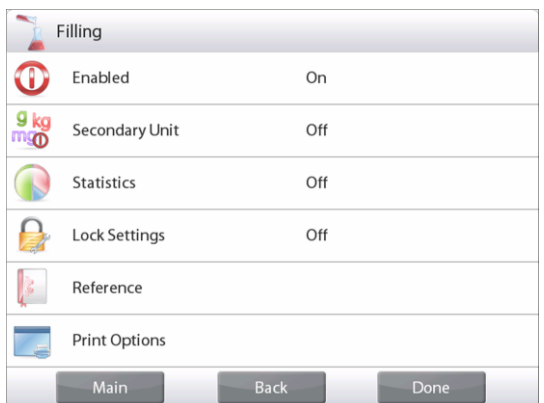 Filling
Enabled On
g kg
mg
Secondary Unit Off
Statistics Off
Lock Settings Off
Reference
Print Options
Main Back Done